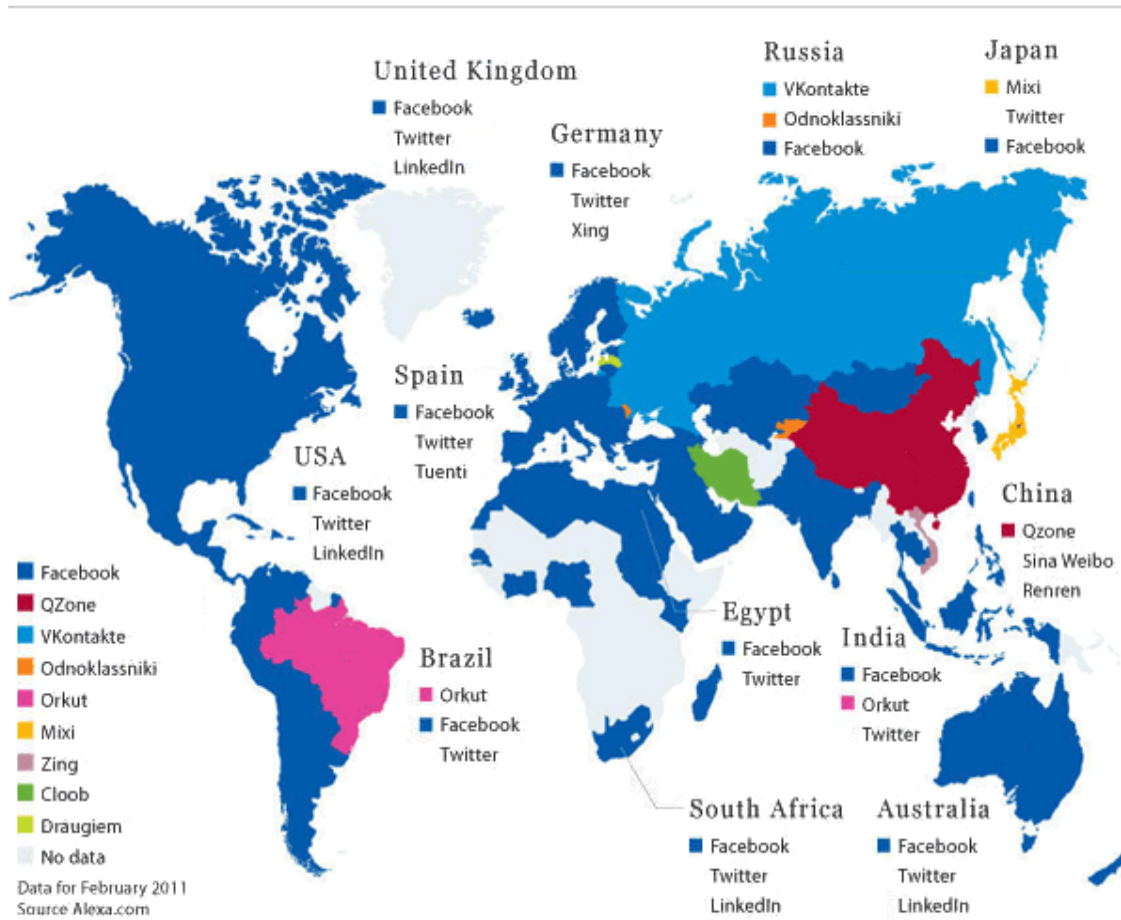 United Kingdom
Facebook
Twitter
LinkedIn
Germany
Facebook
Twitter
Xing
Russia
VKontakte
Odnoklassniki
Facebook
Japan
Mixi
Twitter
Facebook
Spain
Facebook
Twitter
Tuenti
USA
Facebook
Twitter
LinkedIn
China
Qzone
Sina Weibo
Renren
Egypt
Facebook
Twitter
India
Facebook
Orkut
Twitter
Brazil
Orkut
Facebook
Twitter
South Africa
Facebook
Twitter
LinkedIn
Australia
Facebook
Twitter
LinkedIn
Facebook
QZone
VKontakte
Odnoklassniki
Orkut
Mixi
Zing
Cloob
Draugiem
No data
Data for February 2011
Source Alexa.com